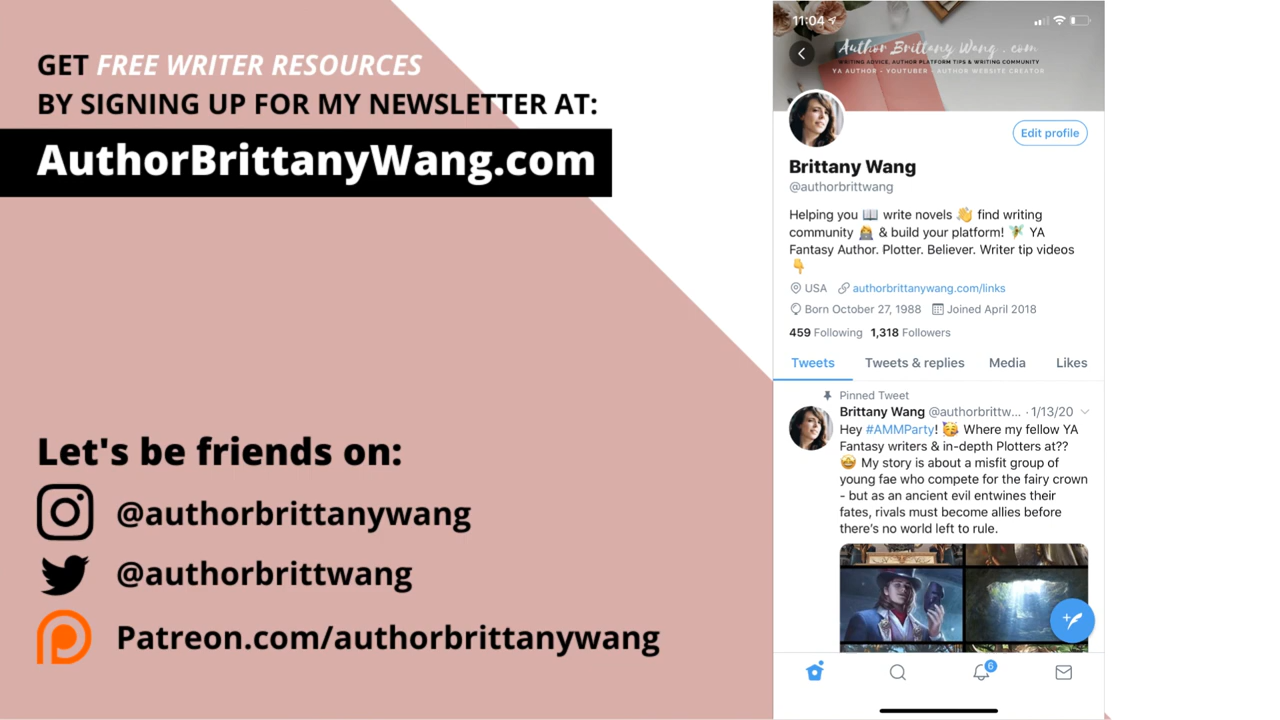 GET FREE WRITER RESOURCES
BY SIGNING UP FOR MY NEWSLETTER AT:
AuthorBrittanyWang.com
Let's be friends on:
@authorbrittanywang
@authorbrittwang
Patreon.com/authorbrittanywang
11:04
Author Brittany Wang . com
WRITING ADVICE, AUTHOR PLATFORM TIPS & WRITING COMMUNITY
YA AUTHOR - YOUTUBER - AUTHOR WEBSITE CREATOR
Edit profile
Brittany Wang
@authorbrittwang
Helping you 📖 write novels 👋 find writing
community 👩‍💻 & build your platform! 🧚 YA
Fantasy Author. Plotter. Believer. Writer tip videos
👇
USA authorbrittanywang.com/links
Born October 27, 1988 Joined April 2018
459 Following 1,318 Followers
Tweets Tweets & replies Media Likes
Pinned Tweet
Brittany Wang @authorbrittw... · 1/13/20
Hey #AMMParty! 🥳 Where my fellow YA
Fantasy writers & in-depth Plotters at??
🤩 My story is about a misfit group of
young fae who compete for the fairy crown
- but as an ancient evil entwines their
fates, rivals must become allies before
there's no world left to rule.
6